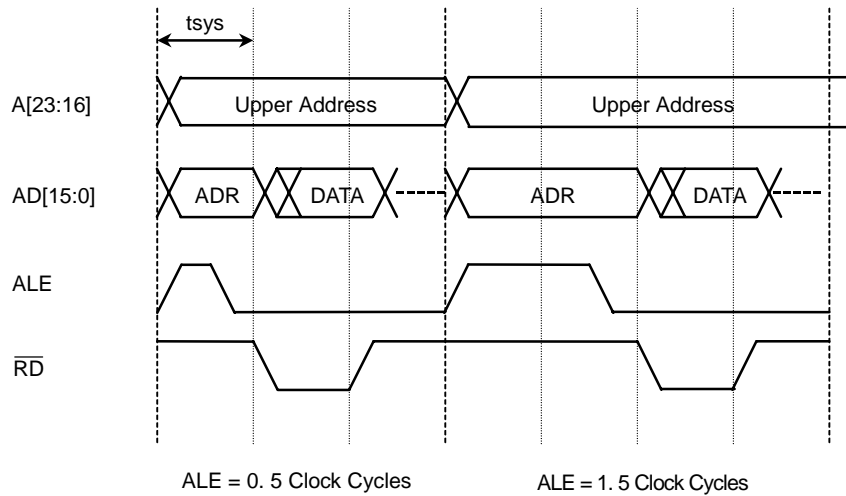 tsys
A[23:16] Upper Address Upper Address
AD[15:0] ADR DATA ADR DATA
ALE
RD
ALE = 0. 5 Clock Cycles ALE = 1. 5 Clock Cycles